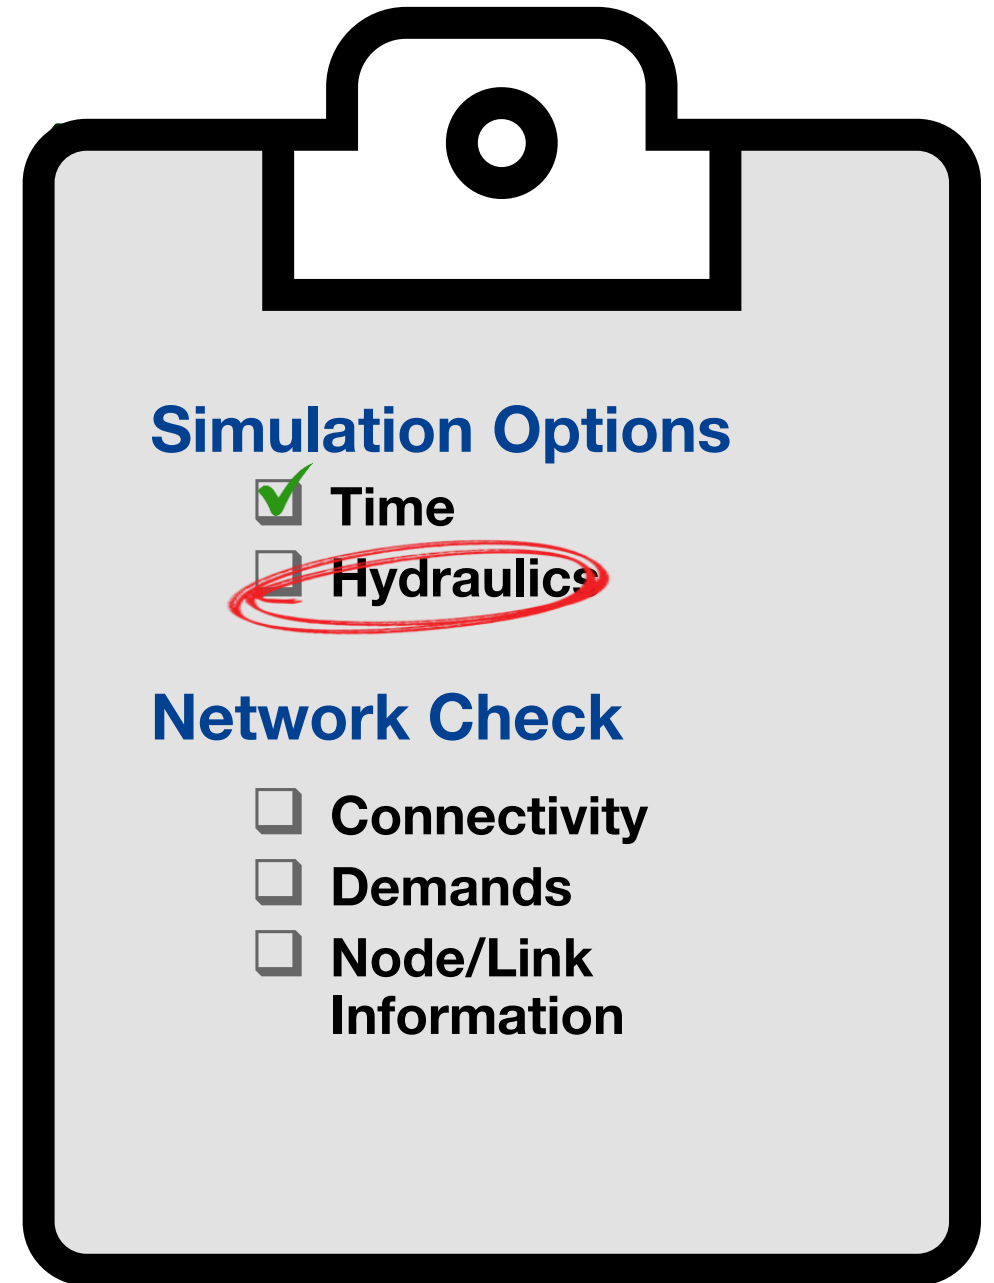 Simulation Options
Time
Hydraulics
Network Check
Connectivity
Demands
Node/Link
Information